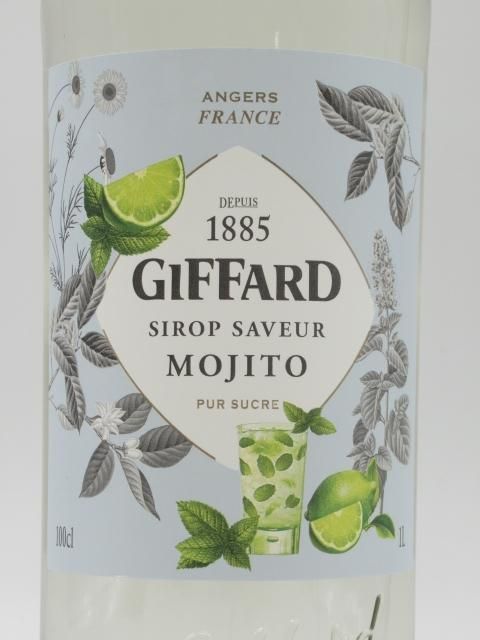 ANGERS
FRANCE
DEPUIS
1885
GIFFARD
SIROP SAVEUR
MOJITO
PUR SUCRE
100cl
1L